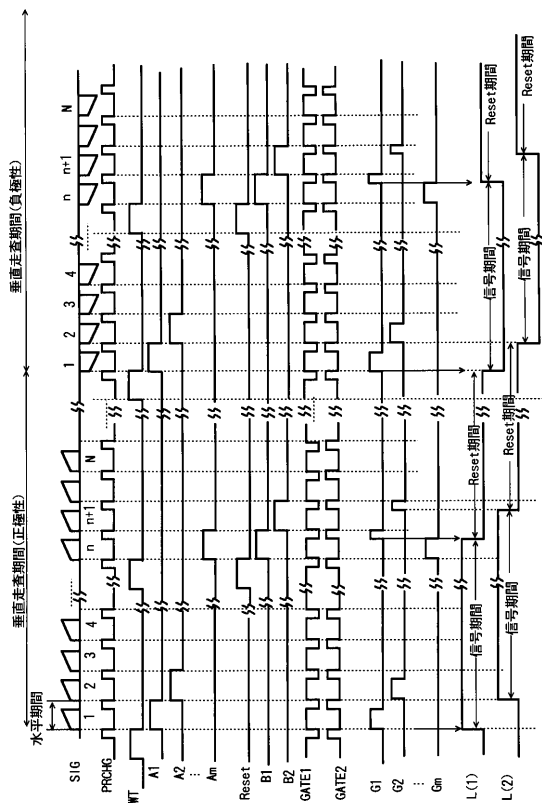 垂直走査期間(正極性)
垂直走査期間(負極性)
水平期間
SIG
1
2
3
4
n
n+1
N
1
2
3
4
n
n+1
N
PRCHG
WT
A1
A2
Am
Reset
B1
B2
GATE1
GATE2
G1
G2
Gm
L(1)
信号期間
Reset期間
信号期間
Reset期間
L(2)
信号期間
Reset期間
信号期間
Reset期間